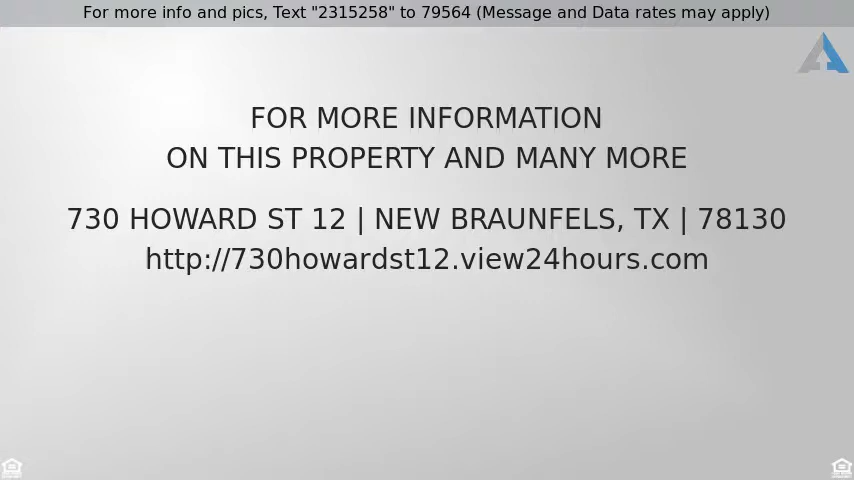 For more info and pics, Text "2315258" to 79564 (Message and Data rates may apply)
FOR MORE INFORMATION
ON THIS PROPERTY AND MANY MORE
730 HOWARD ST 12 | NEW BRAUNFELS, TX | 78130
http://730howardst12.view24hours.com